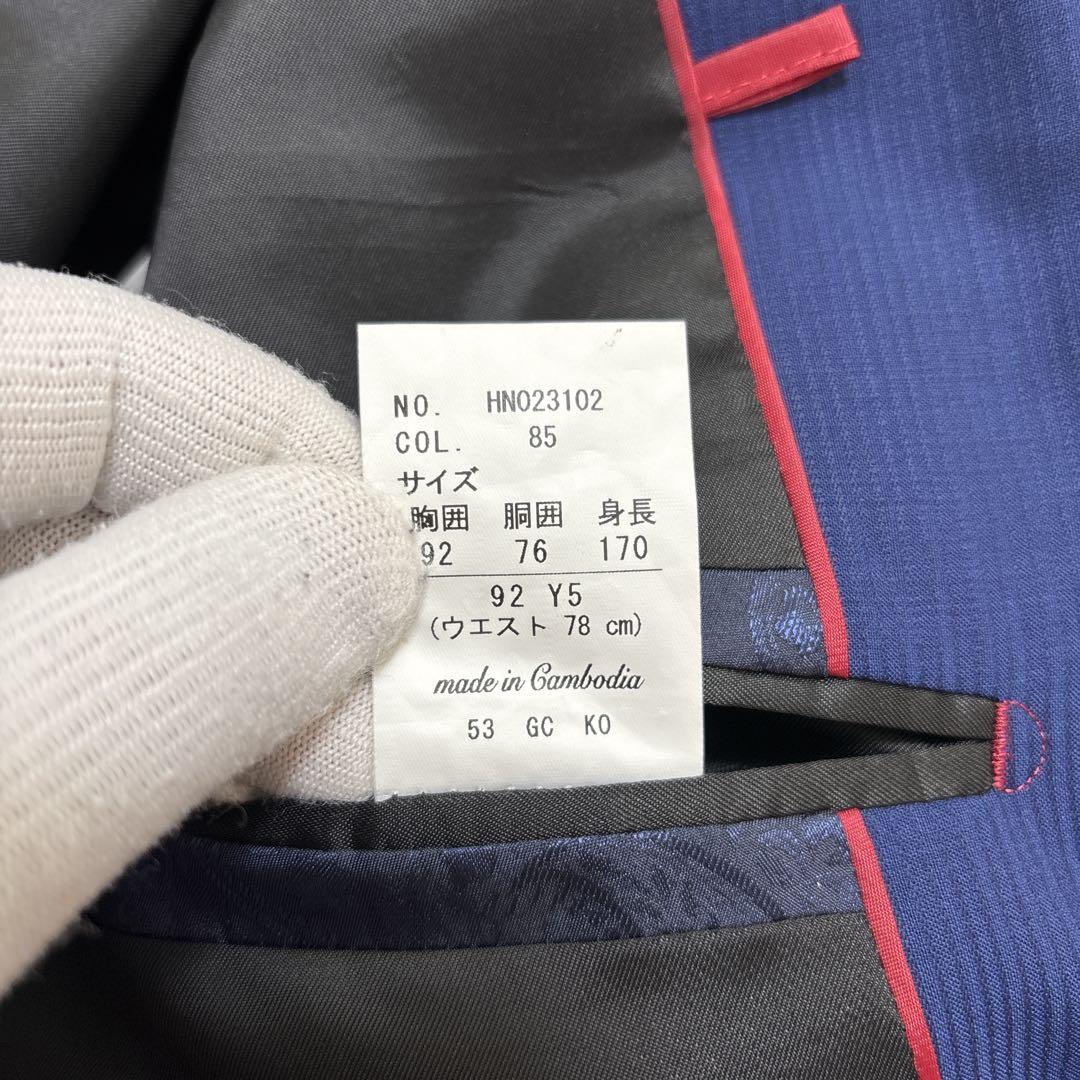 NO. HN023102
COL. 85
サイズ
胸囲 胴囲 身長
92 76 170
92 Y5
(ウエスト 78 cm)
made in Cambodia
53 GC KO